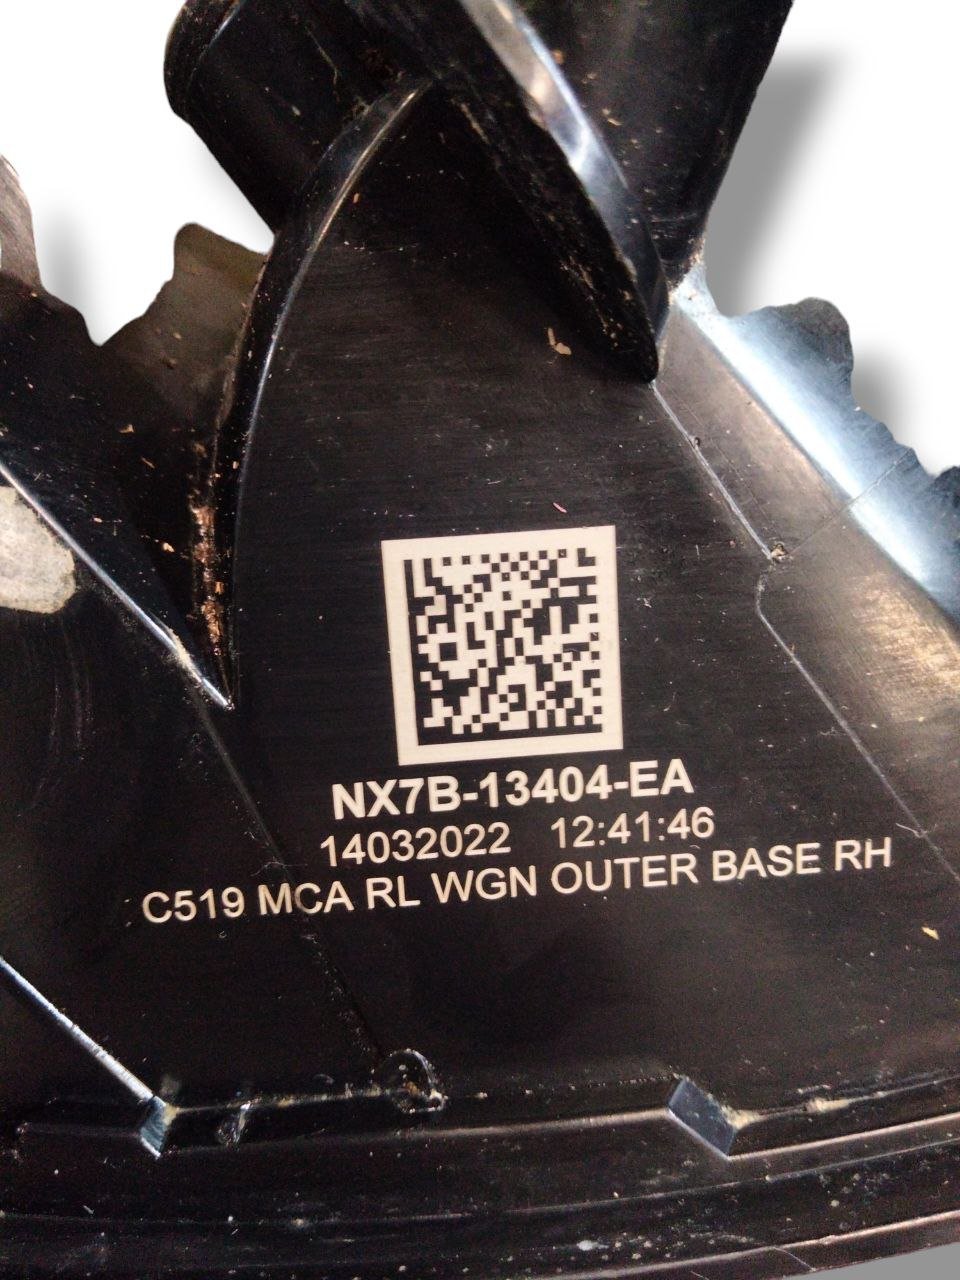 NX7B-13404-EA
14032022 12:41:46
C519 MCA RL WGN OUTER BASE RH